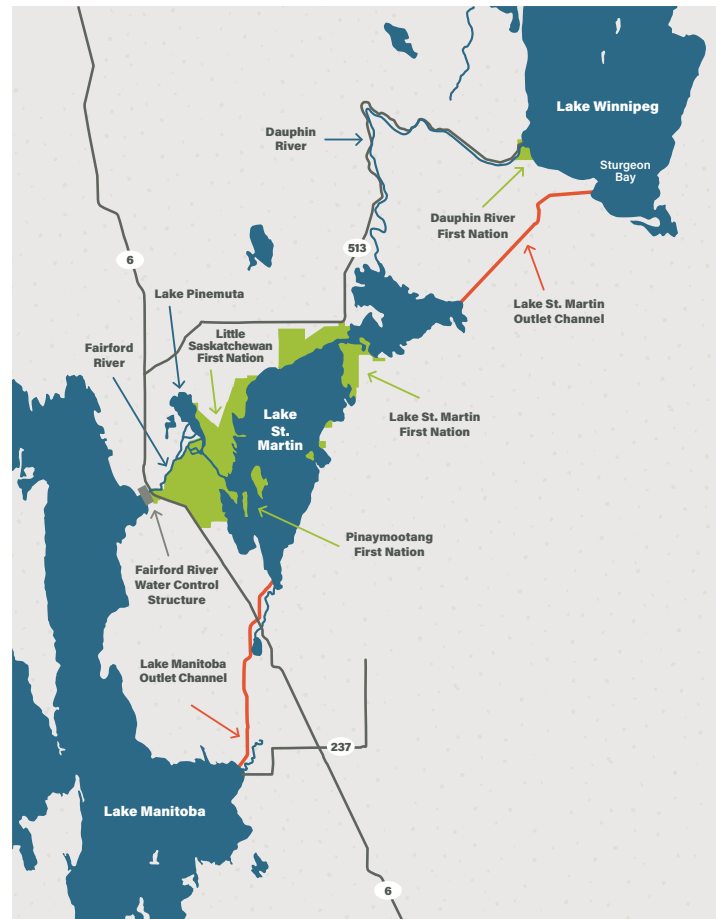 Lake Winnipeg
Dauphin
River
Sturgeon
Bay
Dauphin River
First Nation
513
6
Lake Pinemuta
Lake St. Martin
Outlet Channel
Little
Saskatchewan
First Nation
Fairford
River
Lake
St.
Martin
Lake St. Martin
First Nation
Pinaymootang
First Nation
Fairford River
Water Control
Structure
Lake Manitoba
Outlet Channel
237
Lake Manitoba
6